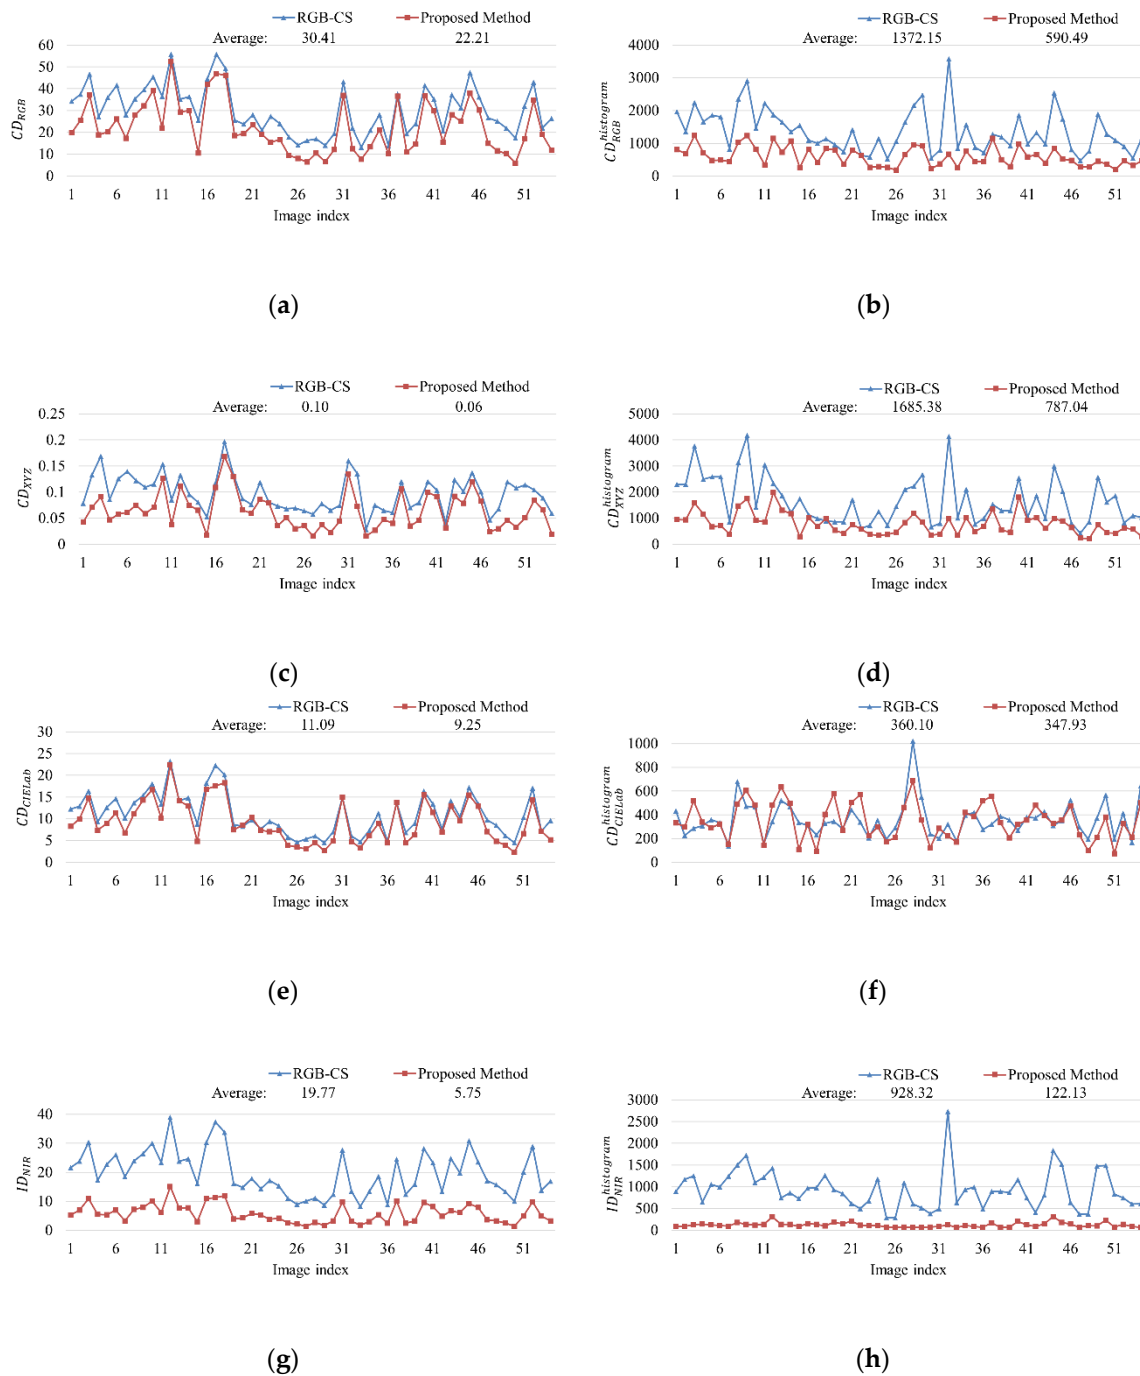 RGB-CS Proposed Method
Average: 30.41 22.21
60
50
40
30
20
10
0
CD_RGB
1 6 11 16 21 26 31 36 41 46 51
Image index
(a)
RGB-CS Proposed Method
Average: 1372.15 590.49
4000
3000
2000
1000
0
CD_RGB^histogram
1 6 11 16 21 26 31 36 41 46 51
Image index
(b)
RGB-CS Proposed Method
Average: 0.10 0.06
0.25
0.2
0.15
0.1
0.05
0
CD_XYZ
1 6 11 16 21 26 31 36 41 46 51
Image index
(c)
RGB-CS Proposed Method
Average: 1685.38 787.04
5000
4000
3000
2000
1000
0
CD_XYZ^histogram
1 6 11 16 21 26 31 36 41 46 51
Image index
(d)
RGB-CS Proposed Method
Average: 11.09 9.25
30
25
20
15
10
5
0
CD_CIELab
1 6 11 16 21 26 31 36 41 46 51
Image index
(e)
RGB-CS Proposed Method
Average: 360.10 347.93
1000
800
600
400
200
0
CD_CIELab^histogram
1 6 11 16 21 26 31 36 41 46 51
Image index
(f)
RGB-CS Proposed Method
Average: 19.77 5.75
40
30
20
10
0
ID_NIR
1 6 11 16 21 26 31 36 41 46 51
Image index
(g)
RGB-CS Proposed Method
Average: 928.32 122.13
3000
2500
2000
1500
1000
500
0
ID_NIR^histogram
1 6 11 16 21 26 31 36 41 46 51
Image index
(h)